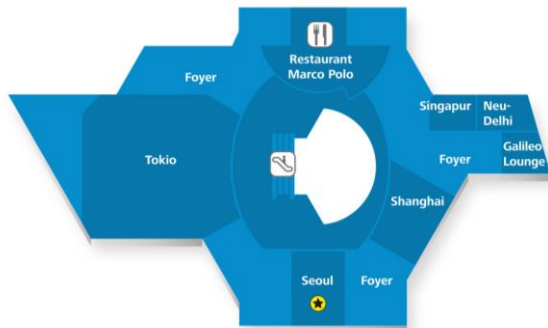 Restaurant
Marco Polo
Foyer
Singapur
Neu-
Delhi
Tokio
Foyer
Galileo
Lounge
Shanghai
Seoul
Foyer